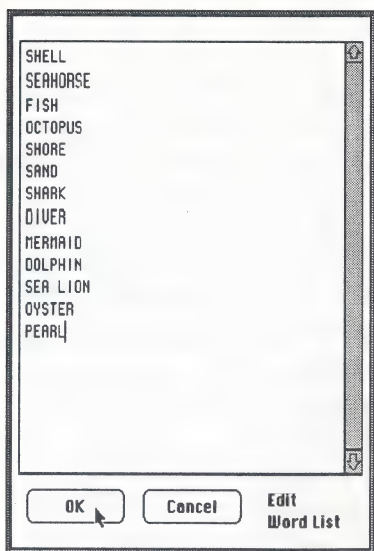 SHELL
SEAHORSE
FISH
OCTOPUS
SHORE
SAND
SHARK
DIVER
MERMAID
DOLPHIN
SEA LION
OYSTER
PEARL
OK
Cancel
Edit
Word List